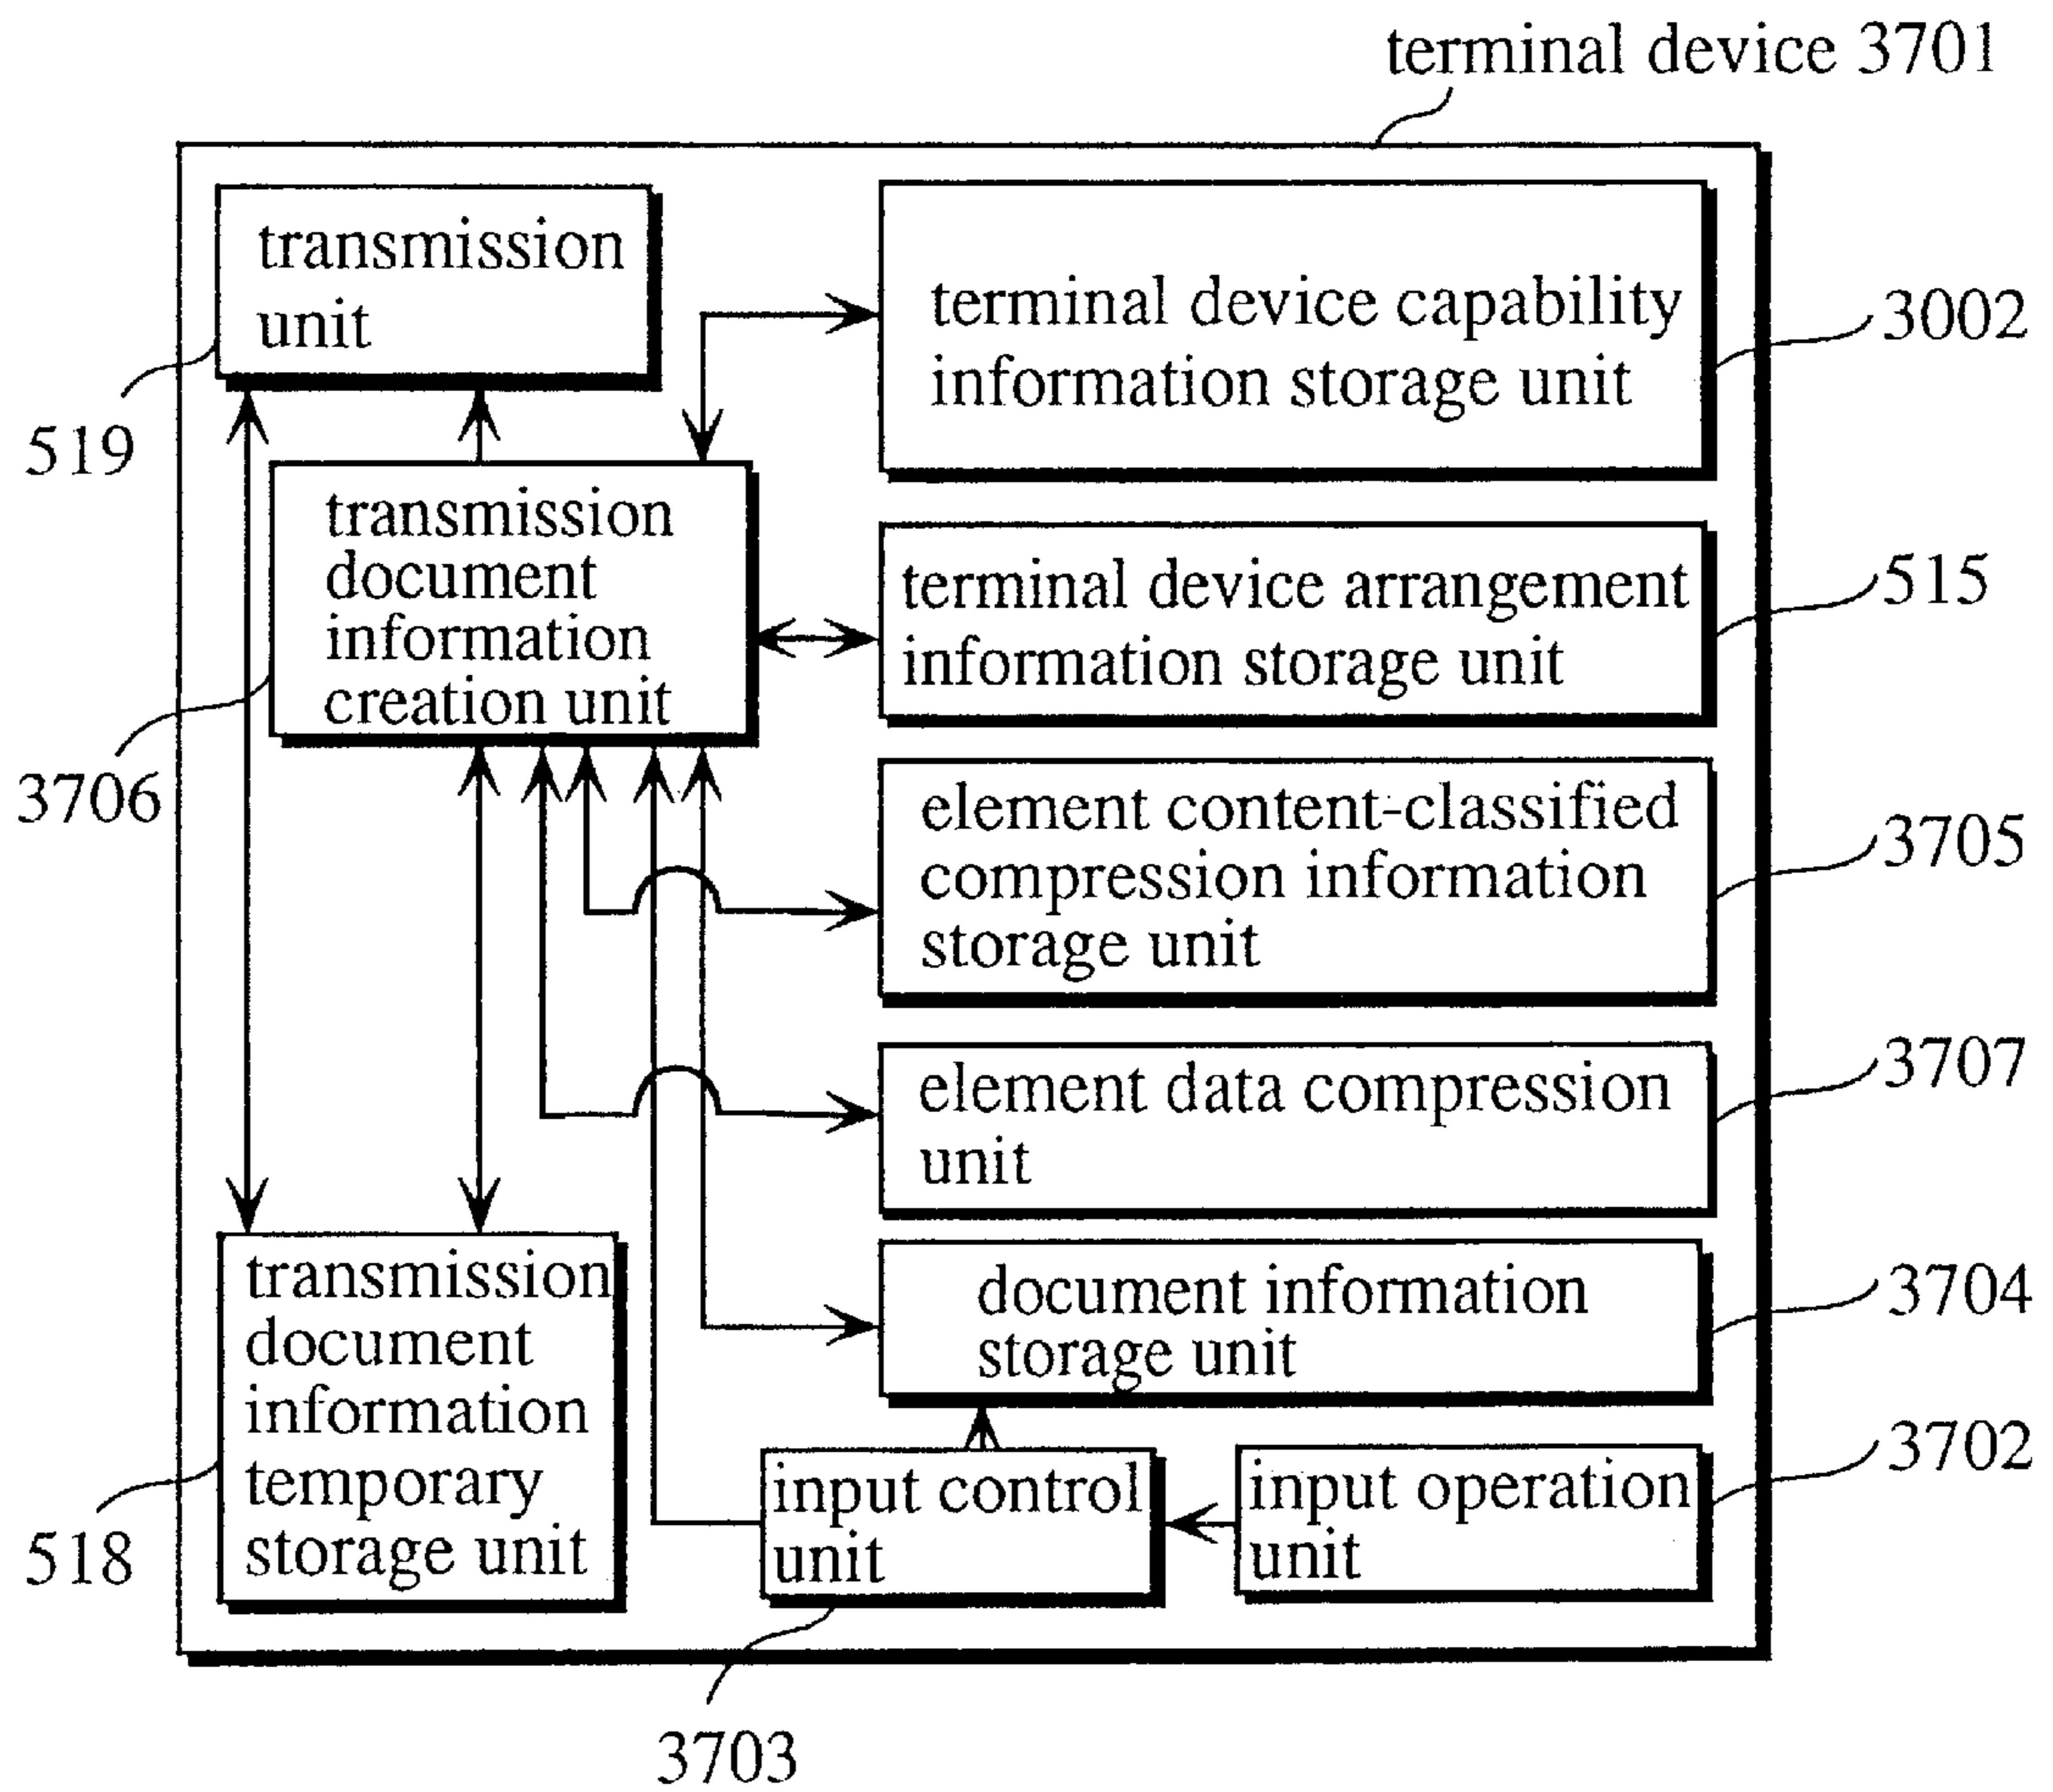 terminal device 3701
transmission
unit
519
terminal device capability
information storage unit
3002
transmission
document
information
creation unit
3706
terminal device arrangement
information storage unit
515
element content-classified
compression information
storage unit
3705
element data compression
unit
3707
transmission
document
information
temporary
storage unit
518
document information
storage unit
3704
input control
unit
3703
input operation
unit
3702